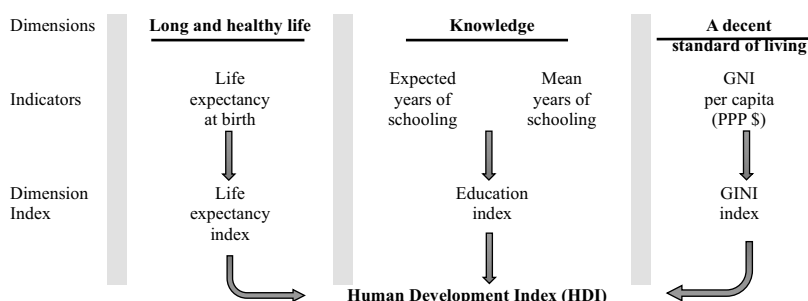 Dimensions
Long and healthy life
Knowledge
A decent
standard of living
Indicators
Life
expectancy
at birth
Expected
years of
schooling
Mean
years of
schooling
GNI
per capita
(PPP $)
Dimension
Index
Life
expectancy
index
Education
index
GINI
index
Human Development Index (HDI)